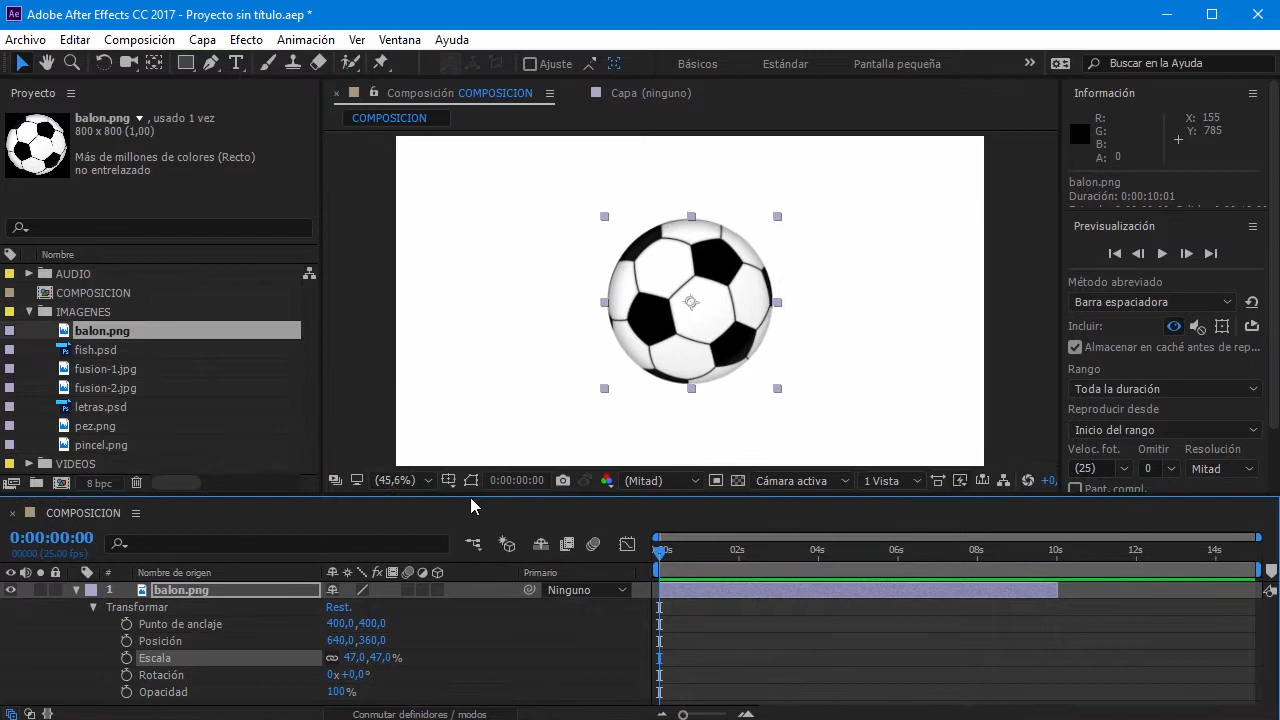 Adobe After Effects CC 2017 - Proyecto sin título.aep *
Archivo Editar Composición Capa Efecto Animación Ver Ventana Ayuda
Ajuste Básicos Estándar Pantalla pequeña Buscar en la Ayuda
Proyecto
balon.png , usado 1 vez
800 x 800 (1,00)
Más de millones de colores (Recto)
no entrelazado
Nombre
AUDIO
COMPOSICION
IMAGENES
balon.png
fish.psd
fusion-1.jpg
fusion-2.jpg
letras.psd
pez.png
pincel.png
VIDEOS
8 bpc
Composición COMPOSICION
Capa (ninguno)
COMPOSICION
(45,6%) 0:00:00:00 (Mitad) Cámara activa 1 Vista +0,
Información
R: X: 155
G: Y: 785
B:
A: 0
balon.png
Duración: 0:00:10:01
Previsualización
Método abreviado
Barra espaciadora
Incluir:
Almacenar en caché antes de rep...
Rango
Toda la duración
Reproducir desde
Inicio del rango
Veloc. fot. Omitir Resolución
(25) 0 Mitad
Pant. compl.
COMPOSICION
0:00:00:00
00000 (25.00 fps)
02s 04s 06s 08s 10s 12s 14s
# Nombre de origen fx Primario
1 balon.png Ninguno
Transformar Rest.
Punto de anclaje 400,0,400,0
Posición 640,0,360,0
Escala 47,0,47,0%
Rotación 0x+0,0°
Opacidad 100%
Conmutar definidores / modos